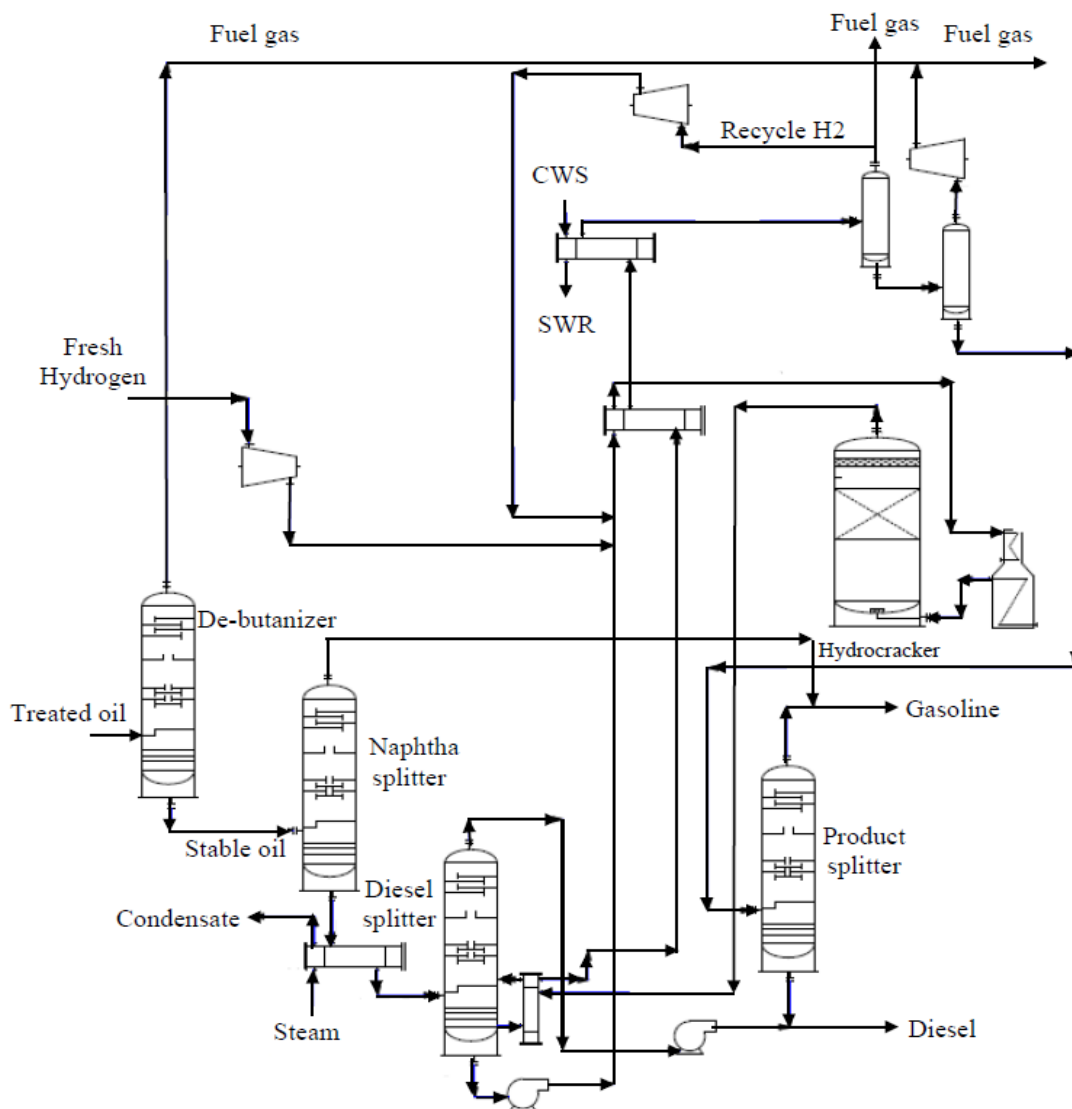 Fuel gas
Fuel gas
Fuel gas
Recycle H2
CWS
SWR
Fresh
Hydrogen
De-butanizer
Hydrocracker
Treated oil
Gasoline
Naphtha
splitter
Stable oil
Product
splitter
Diesel
splitter
Condensate
Steam
Diesel